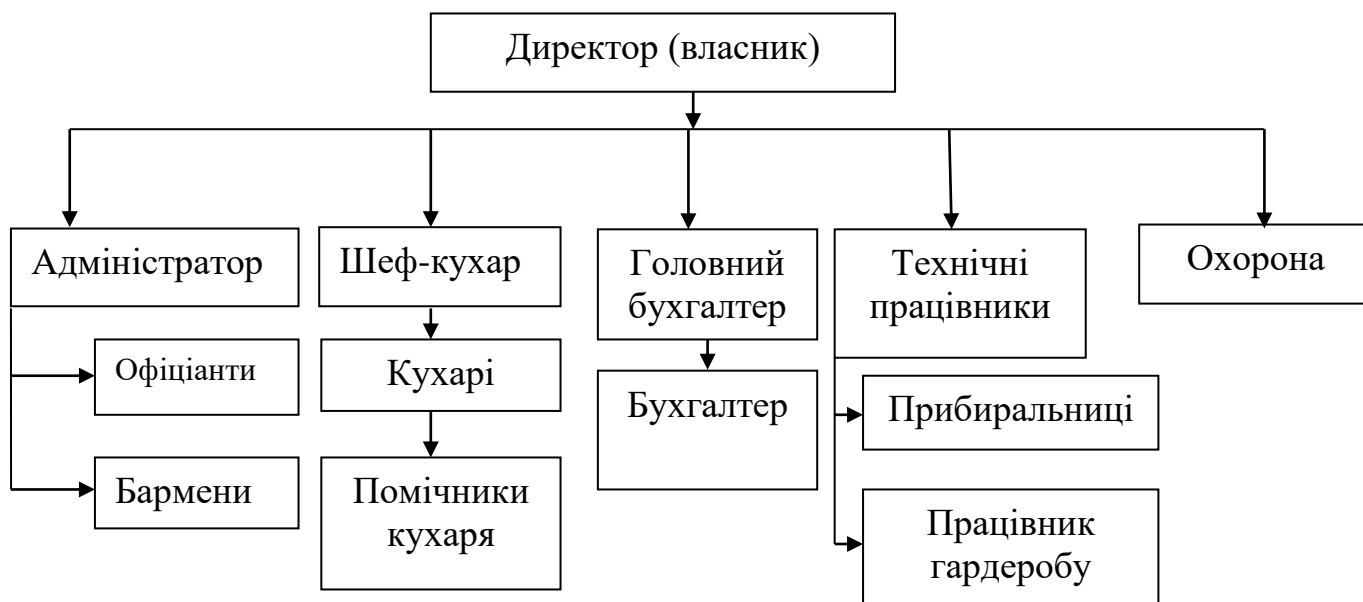 Директор (власник)
Адміністратор
Шеф-кухар
Головний
бухгалтер
Технічні
працівники
Охорона
Офіціанти
Кухарі
Бухгалтер
Прибиральниці
Бармени
Помічники
кухаря
Працівник
гардеробу